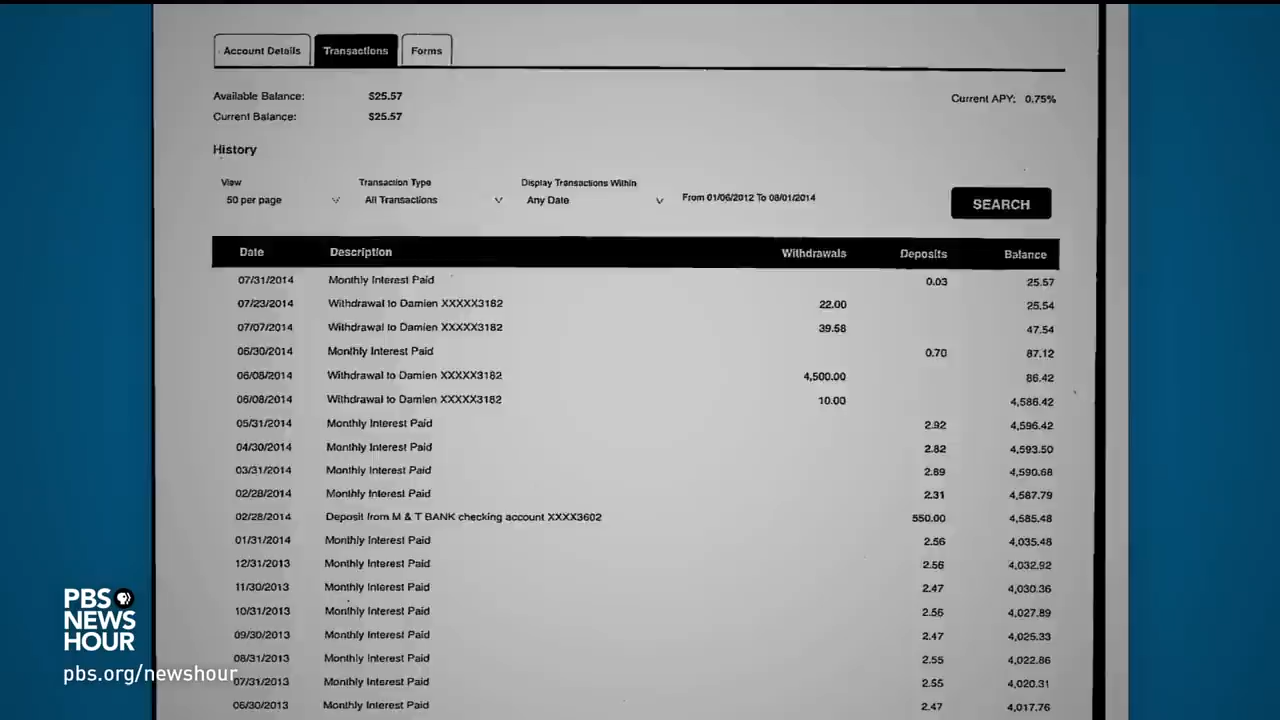 Account Details Transactions Forms
Available Balance: $25.57
Current APY: 0.75%
Current Balance: $25.57
History
View Transaction Type Display Transactions Within
50 per page All Transactions Any Date From 01/06/2012 To 08/01/2014 SEARCH
Date Description Withdrawals Deposits Balance
07/31/2014 Monthly Interest Paid 0.03 25.57
07/23/2014 Withdrawal to Damien XXXXX3182 22.00 25.54
07/07/2014 Withdrawal to Damien XXXXX3182 39.58 47.54
06/30/2014 Monthly Interest Paid 0.70 87.12
06/08/2014 Withdrawal to Damien XXXXX3182 4,500.00 86.42
06/08/2014 Withdrawal to Damien XXXXX3182 10.00 4,586.42
05/31/2014 Monthly Interest Paid 2.92 4,596.42
04/30/2014 Monthly Interest Paid 2.82 4,593.50
03/31/2014 Monthly Interest Paid 2.89 4,590.68
02/28/2014 Monthly Interest Paid 2.31 4,587.79
02/28/2014 Deposit from M & T BANK checking account XXXX3602 550.00 4,585.48
01/31/2014 Monthly Interest Paid 2.56 4,035.48
12/31/2013 Monthly Interest Paid 2.56 4,032.92
11/30/2013 Monthly Interest Paid 2.47 4,030.36
10/31/2013 Monthly Interest Paid 2.56 4,027.89
09/30/2013 Monthly Interest Paid 2.47 4,025.33
08/31/2013 Monthly Interest Paid 2.55 4,022.86
07/31/2013 Monthly Interest Paid 2.55 4,020.31
06/30/2013 Monthly Interest Paid 2.47 4,017.76
PBS
NEWS
HOUR
pbs.org/newshour